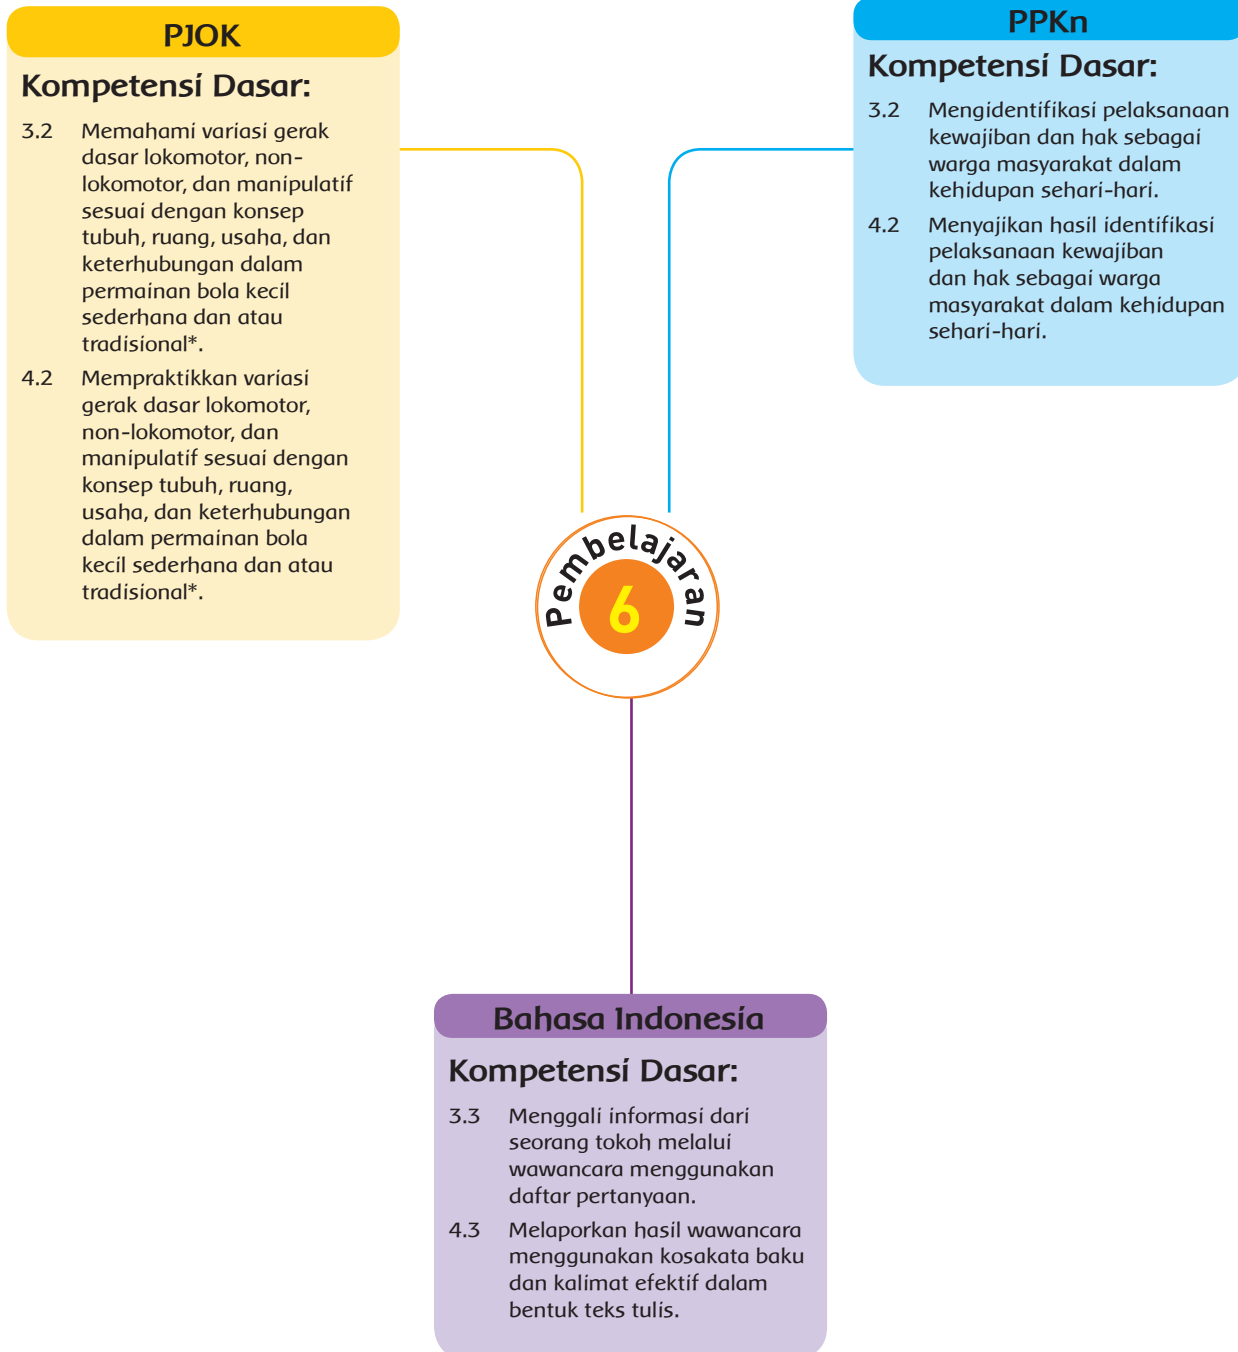 PJOK
Kompetensi Dasar:
3.2 Memahami variasi gerak
dasar lokomotor, non-
lokomotor, dan manipulatif
sesuai dengan konsep
tubuh, ruang, usaha, dan
keterhubungan dalam
permainan bola kecil
sederhana dan atau
tradisional*.
4.2 Mempraktikkan variasi
gerak dasar lokomotor,
non-lokomotor, dan
manipulatif sesuai dengan
konsep tubuh, ruang,
usaha, dan keterhubungan
dalam permainan bola
kecil sederhana dan atau
tradisional*.
PPKn
Kompetensi Dasar:
3.2 Mengidentifikasi pelaksanaan
kewajiban dan hak sebagai
warga masyarakat dalam
kehidupan sehari-hari.
4.2 Menyajikan hasil identifikasi
pelaksanaan kewajiban
dan hak sebagai warga
masyarakat dalam kehidupan
sehari-hari.
Pembelajaran
6
Bahasa Indonesia
Kompetensi Dasar:
3.3 Menggali informasi dari
seorang tokoh melalui
wawancara menggunakan
daftar pertanyaan.
4.3 Melaporkan hasil wawancara
menggunakan kosakata baku
dan kalimat efektif dalam
bentuk teks tulis.